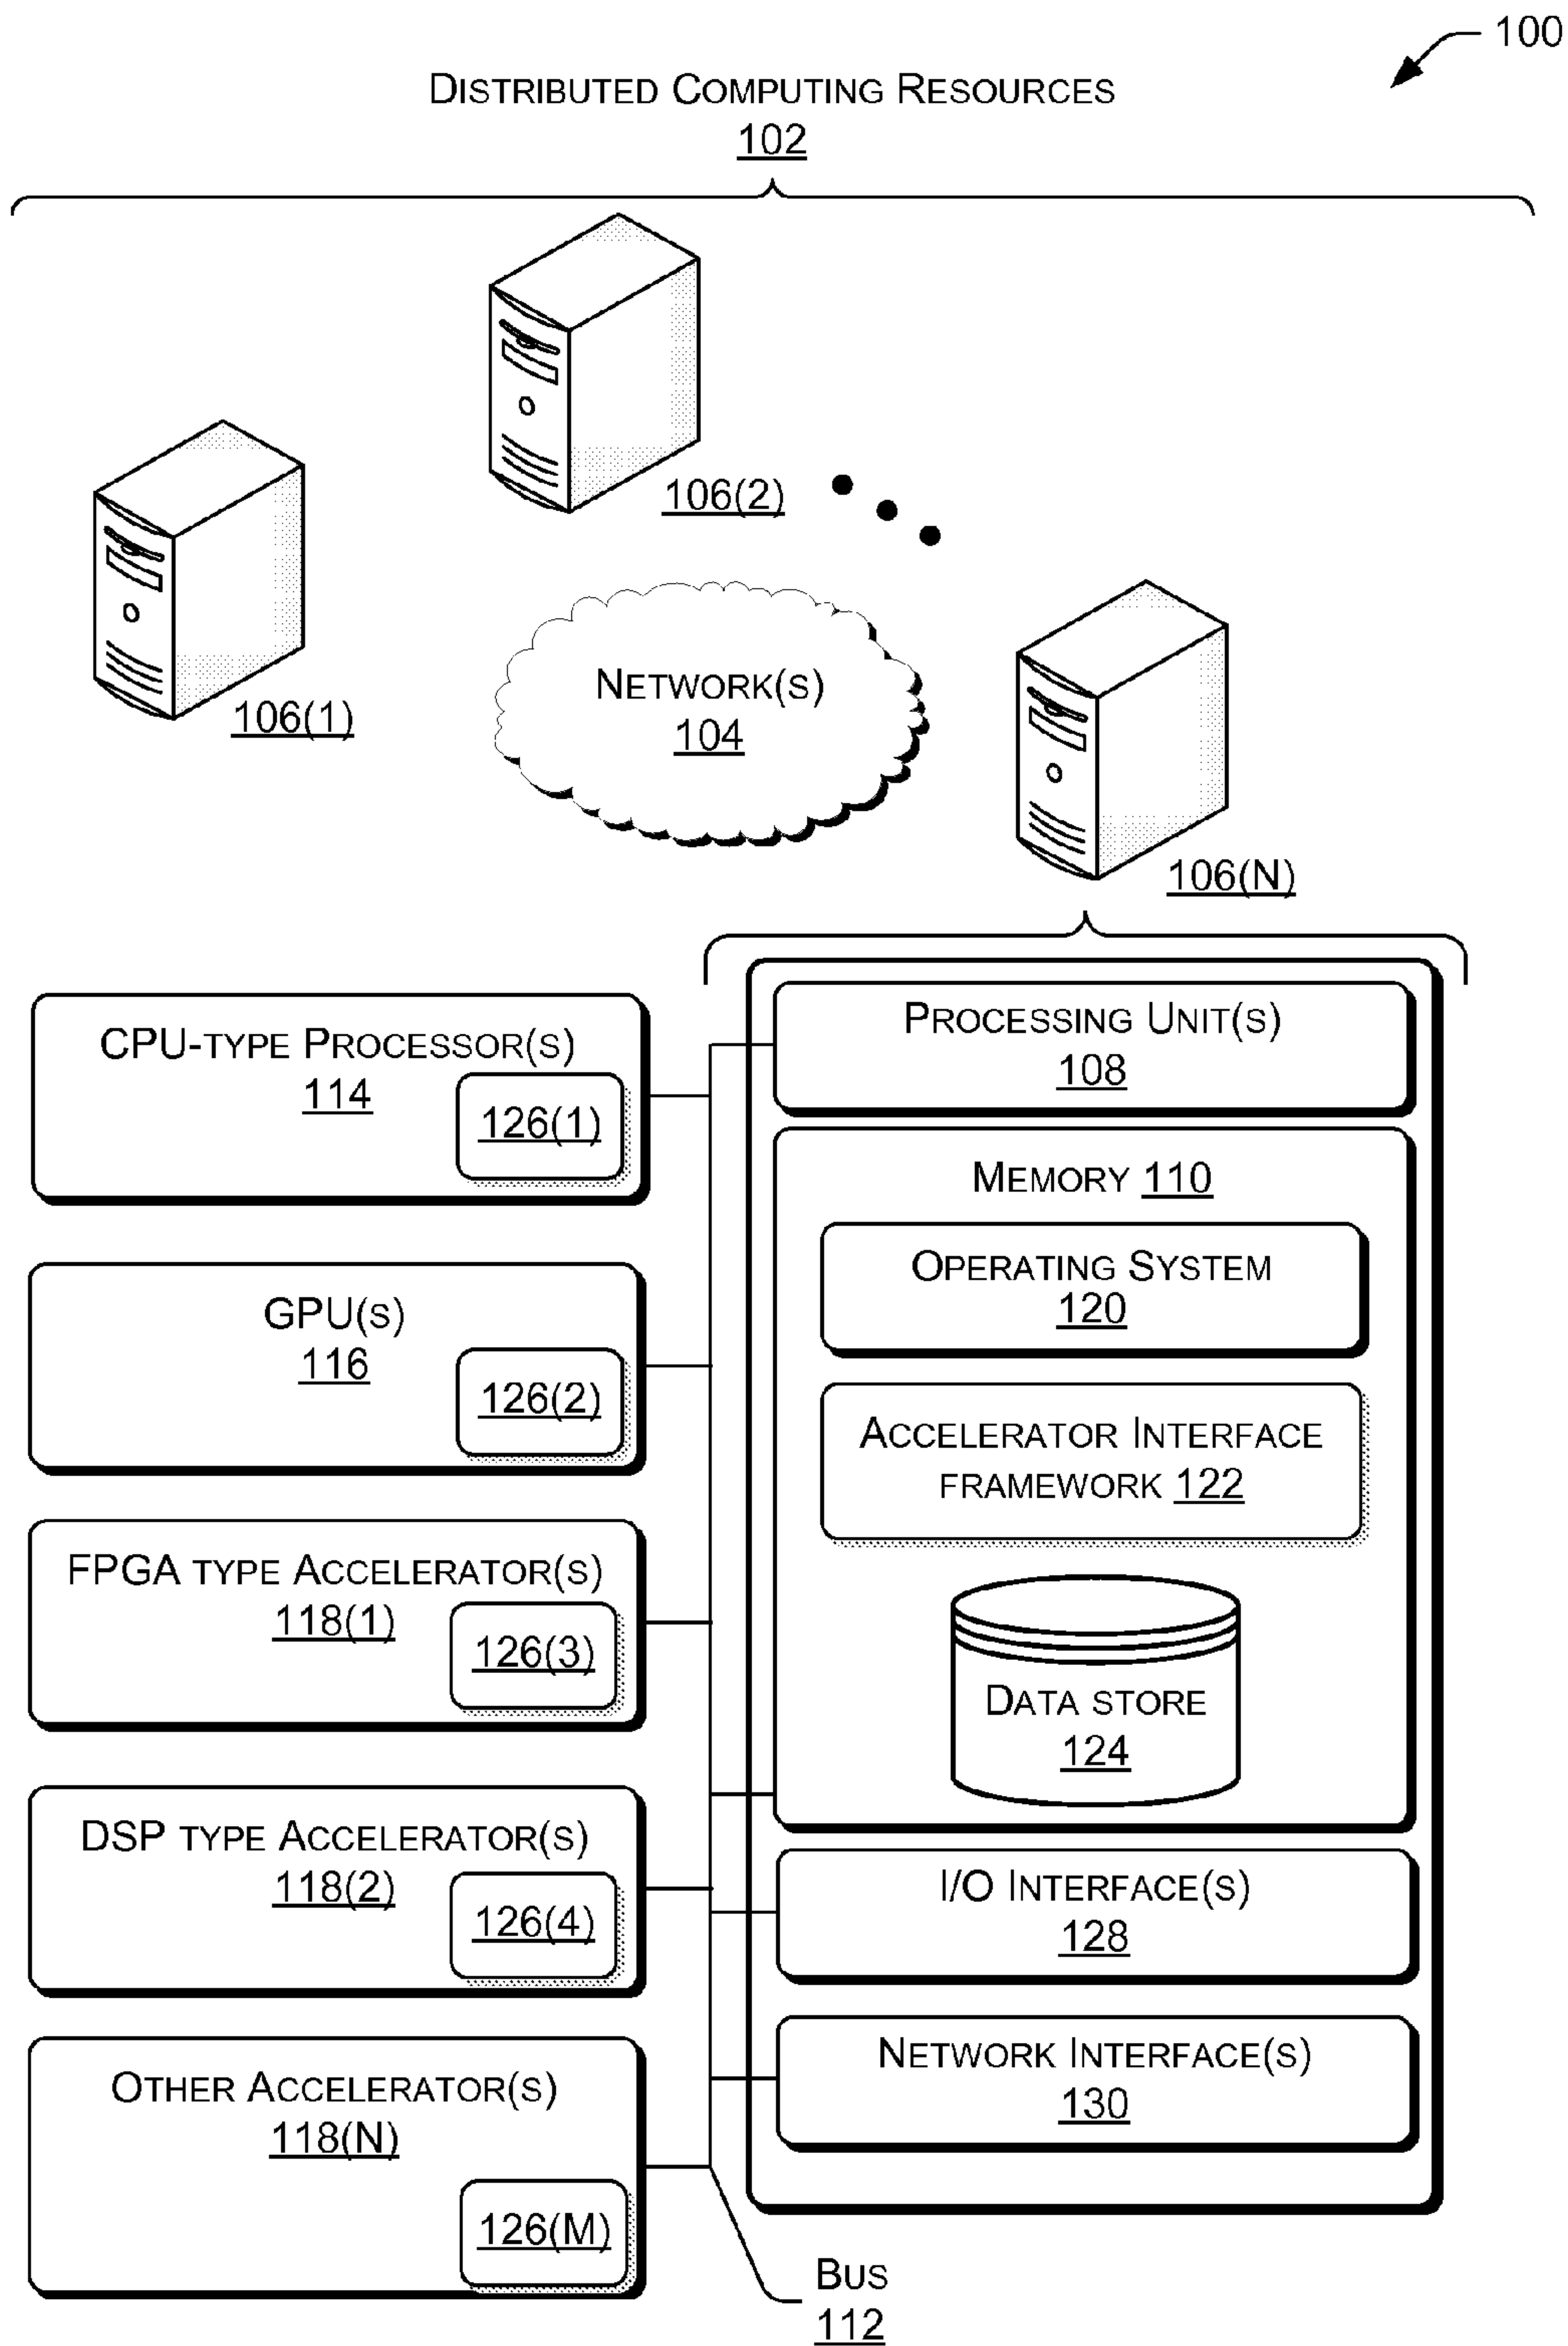 100
DISTRIBUTED COMPUTING RESOURCES
102
106(2)
106(1)
NETWORK(S)
104
106(N)
CPU-TYPE PROCESSOR(S)
114
126(1)
GPU(S)
116
126(2)
FPGA TYPE ACCELERATOR(S)
118(1)
126(3)
DSP TYPE ACCELERATOR(S)
118(2)
126(4)
OTHER ACCELERATOR(S)
118(N)
126(M)
PROCESSING UNIT(S)
108
MEMORY 110
OPERATING SYSTEM
120
ACCELERATOR INTERFACE
FRAMEWORK 122
DATA STORE
124
I/O INTERFACE(S)
128
NETWORK INTERFACE(S)
130
BUS
112